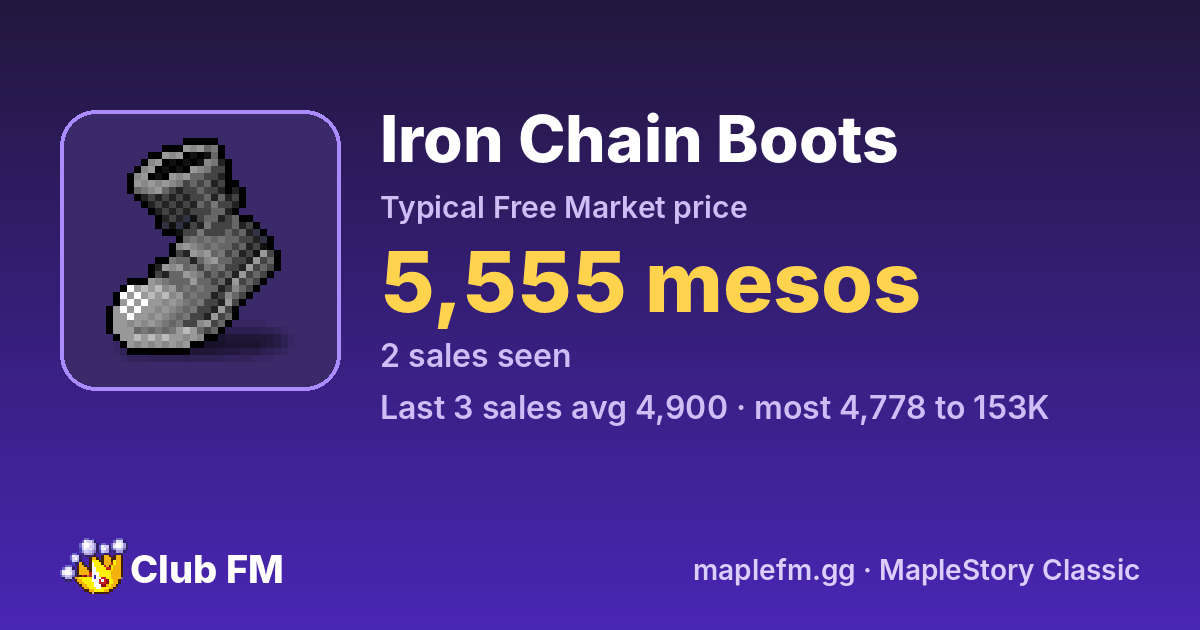 Iron Chain Boots
Typical Free Market price
5,555 mesos
2 sales seen
Last 3 sales avg 4,900 · most 4,778 to 153K
Club FM
maplefm.gg · MapleStory Classic